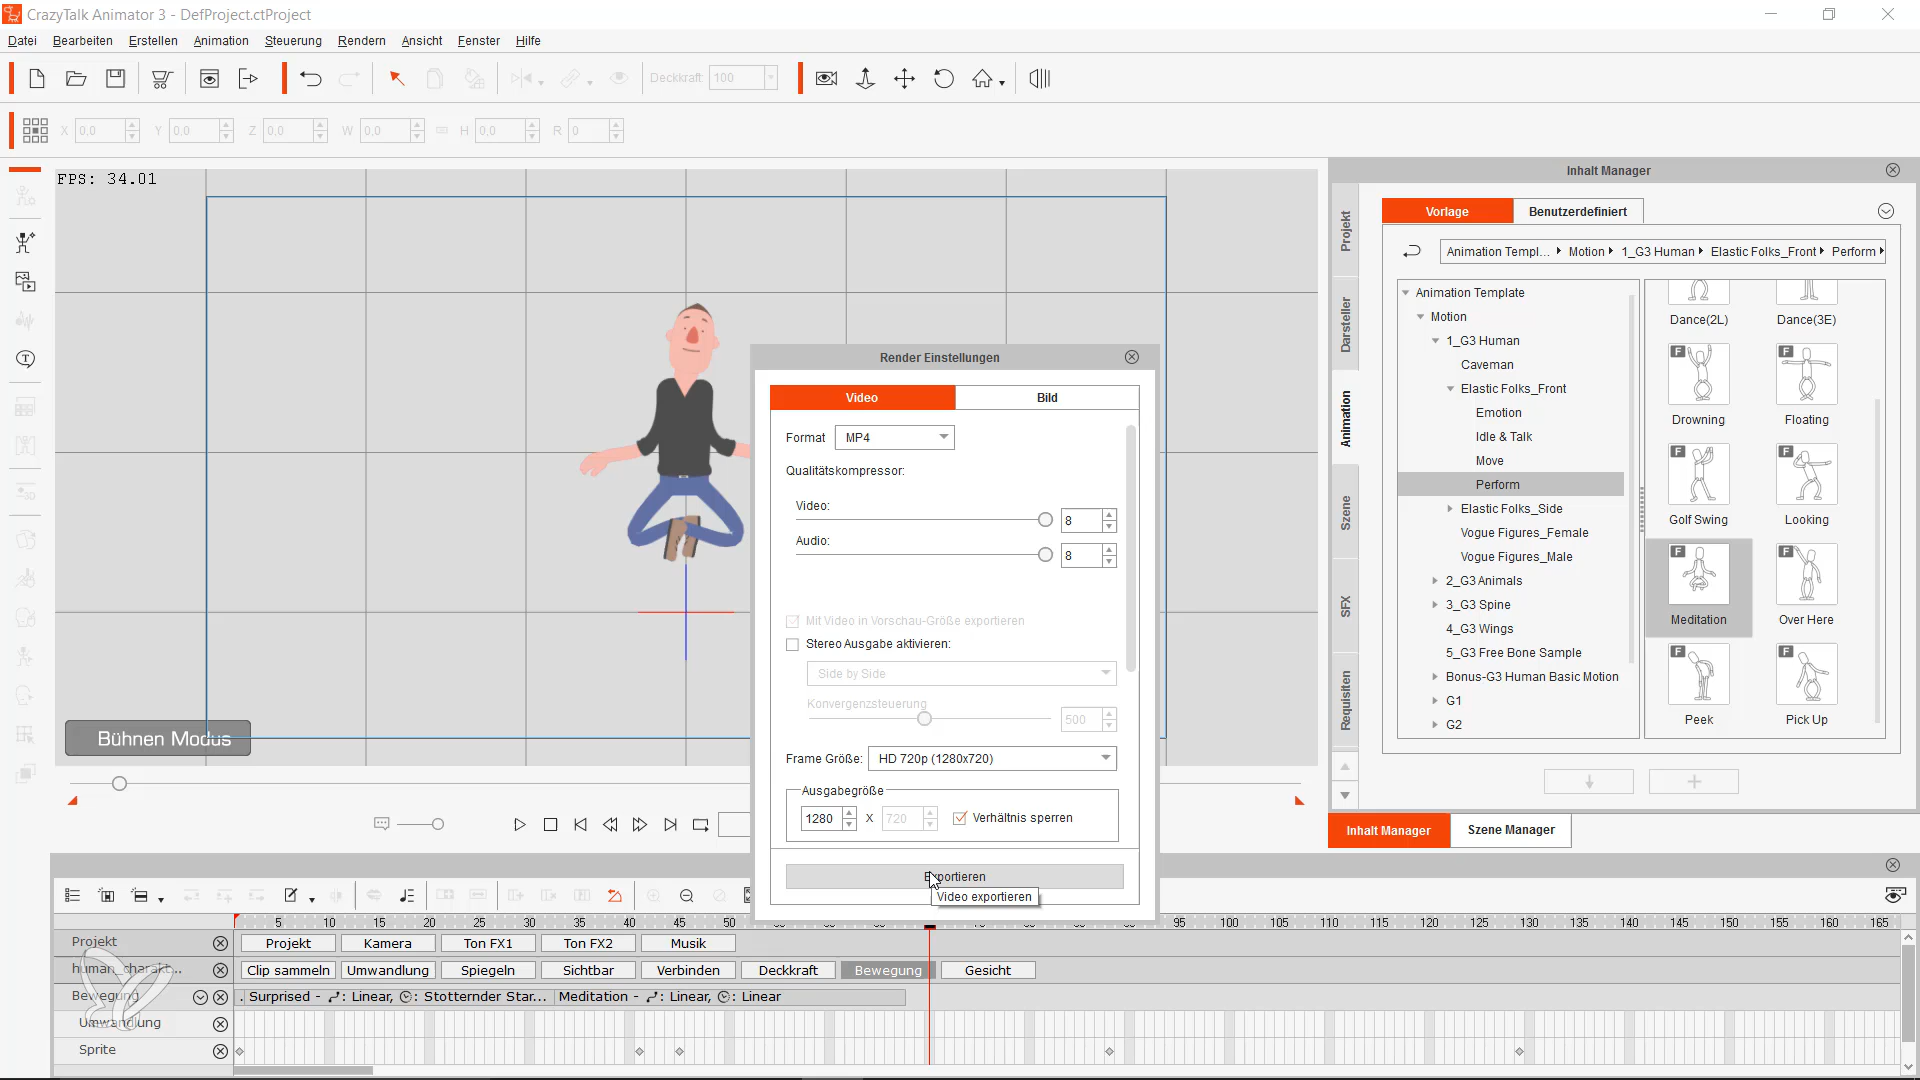 CrazyTalk Animator 3 - DefProject.ctProject
Datei Bearbeiten Erstellen Animation Steuerung Rendern Ansicht Fenster Hilfe
Deckkraft: 100
X 0,0 Y 0,0 Z 0,0 W 0,0 H 0,0 R 0
FPS: 34.01
Bühnen Modus
Render Einstellungen
Video Bild
Format MP4
Qualitätskompressor:
Video:
8
Audio:
8
Mit Video in Vorschau-Größe exportieren
Stereo Ausgabe aktivieren:
Side by Side
Konvergenzsteuerung
500
Frame Größe: HD 720p (1280x720)
Ausgabegröße
1280 X 720 Verhältnis sperren
Exportieren
Video exportieren
Inhalt Manager
Projekt
Darsteller
Animation
Szene
SFX
Requisiten
Vorlage Benutzerdefiniert
Animation Templ... Motion 1_G3 Human Elastic Folks_Front Perform
Animation Template
Motion
1_G3 Human
Caveman
Elastic Folks_Front
Emotion
Idle & Talk
Move
Perform
Elastic Folks_Side
Vogue Figures_Female
Vogue Figures_Male
2_G3 Animals
3_G3 Spine
4_G3 Wings
5_G3 Free Bone Sample
Bonus-G3 Human Basic Motion
G1
G2
Dance(2L) Dance(3E)
F F
Drowning Floating
F F
Golf Swing Looking
F F
Meditation Over Here
F F
Peek Pick Up
Inhalt Manager Szene Manager
5 10 15 20 25 30 35 40 45 50 95 100 105 110 115 120 125 130 135 140 145 150 155 160 165
Projekt Projekt Kamera Ton FX1 Ton FX2 Musik
human_charakt... Clip sammeln Umwandlung Spiegeln Sichtbar Verbinden Deckkraft Bewegung Gesicht
Bewegung . Surprised - : Linear, : Stotternder Star... Meditation - : Linear, : Linear
Umwandlung
Sprite